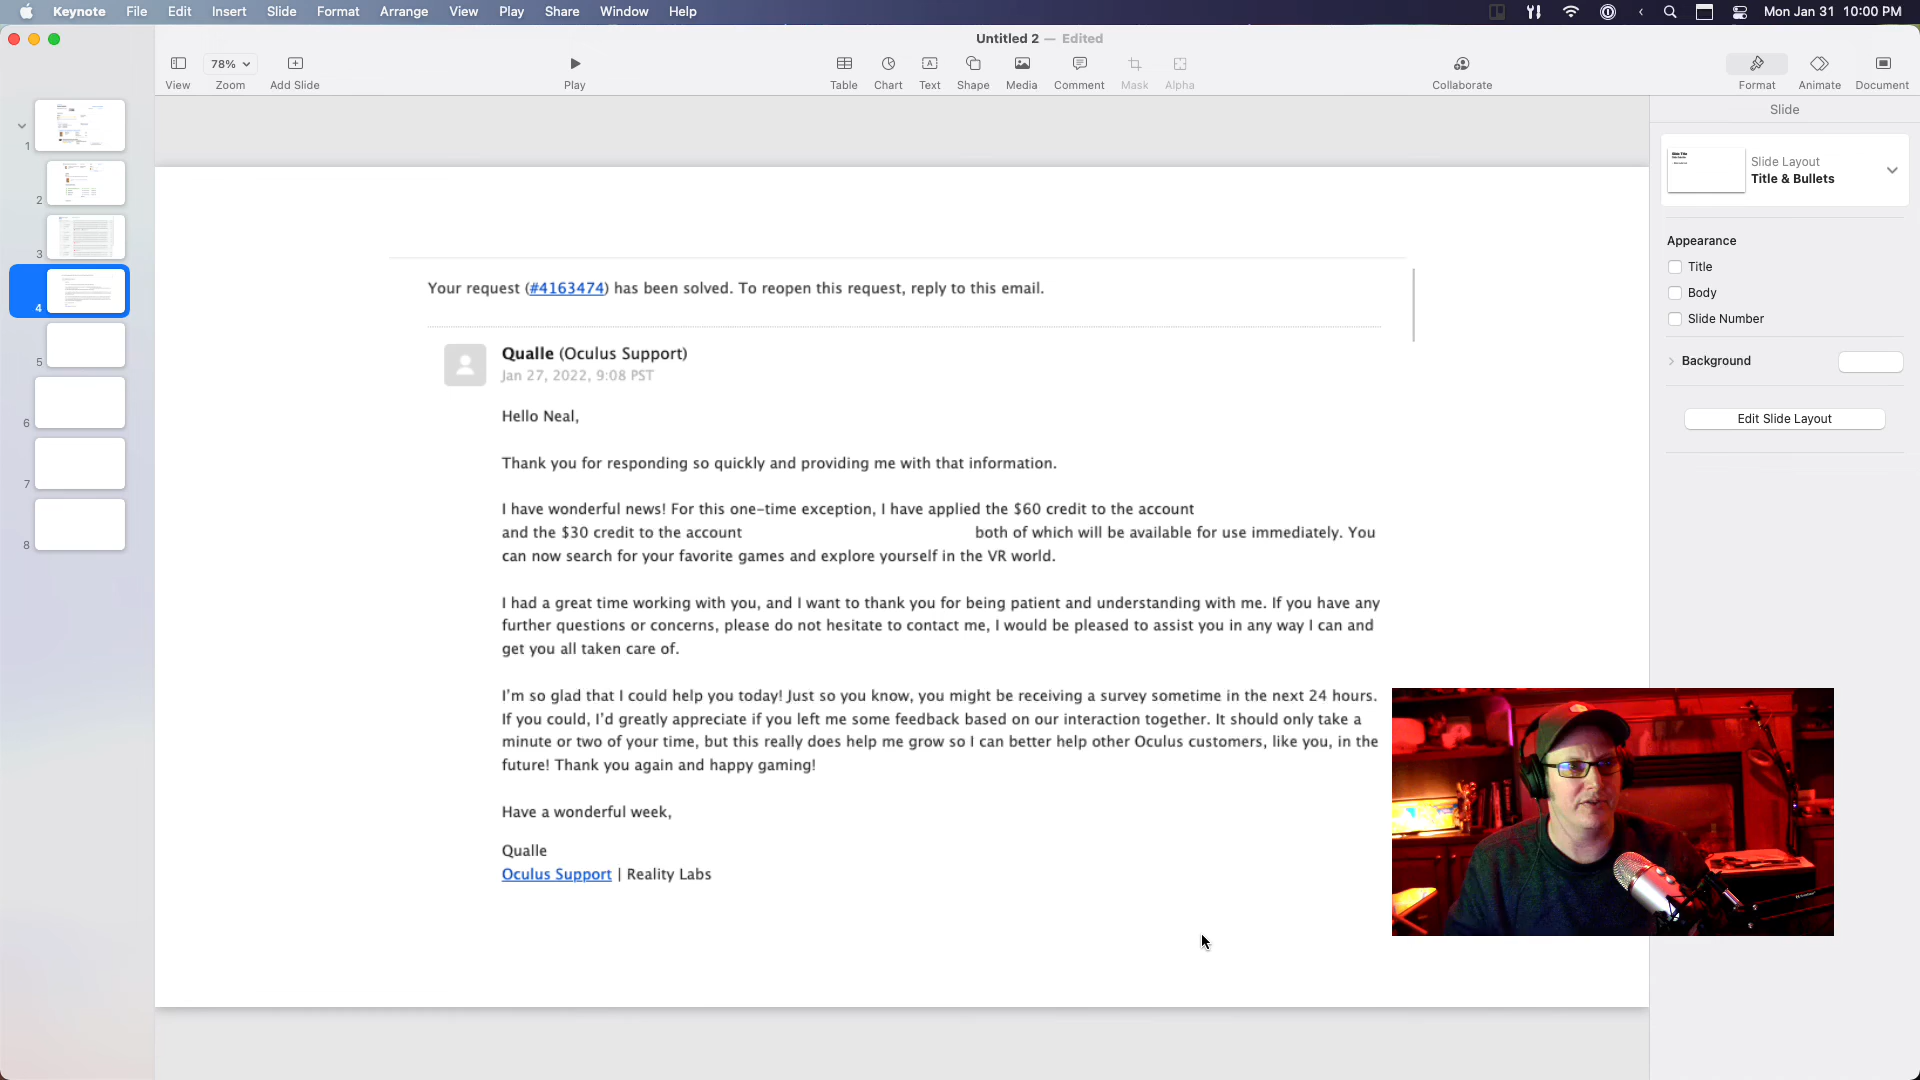 Keynote File Edit Insert Slide Format Arrange View Play Share Window Help
Mon Jan 31 10:00 PM
Untitled 2 — Edited
78%
View Zoom Add Slide Play Table Chart Text Shape Media Comment Mask Alpha Collaborate Format Animate Document
Slide
Slide Layout
Title & Bullets
Appearance
Title
Body
Slide Number
Background
Edit Slide Layout
1
2
3
4
5
6
7
8
Your request (#4163474) has been solved. To reopen this request, reply to this email.
Qualle (Oculus Support)
Jan 27, 2022, 9:08 PST
Hello Neal,
Thank you for responding so quickly and providing me with that information.
I have wonderful news! For this one-time exception, I have applied the $60 credit to the account
and the $30 credit to the account both of which will be available for use immediately. You
can now search for your favorite games and explore yourself in the VR world.
I had a great time working with you, and I want to thank you for being patient and understanding with me. If you have any
further questions or concerns, please do not hesitate to contact me, I would be pleased to assist you in any way I can and
get you all taken care of.
I'm so glad that I could help you today! Just so you know, you might be receiving a survey sometime in the next 24 hours.
If you could, I'd greatly appreciate if you left me some feedback based on our interaction together. It should only take a
minute or two of your time, but this really does help me grow so I can better help other Oculus customers, like you, in the
future! Thank you again and happy gaming!
Have a wonderful week,
Qualle
Oculus Support | Reality Labs